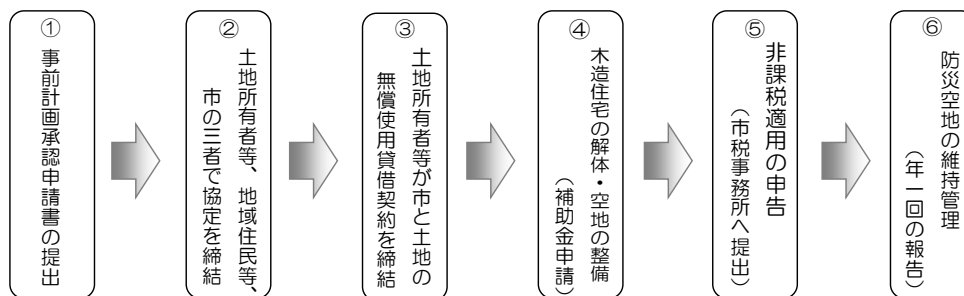 ①
事前計画承認申請書の提出
②
土地所有者等、地域住民等、
市の三者で協定を締結
③
土地所有者等が市と土地の
無償使用貸借契約を締結
④
木造住宅の解体・空地の整備
（補助金申請）
⑤
非課税適用の申告
（市税事務所へ提出）
⑥
防災空地の維持管理
（年一回の報告）